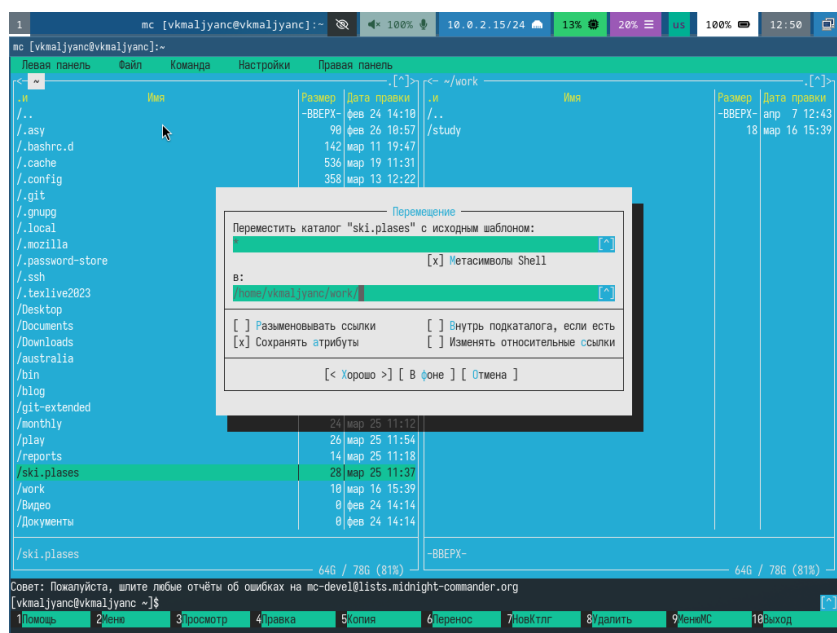 1 mc [vkmaljyanc@vkmaljyanc]:~ 100% 10.0.2.15/24 13% 20% us 100% 12:50
mc [vkmaljyanc@vkmaljyanc]:~
Левая панель Файл Команда Настройки Правая панель
<- ~ .[^]> <- ~/work .[^]>
.и Имя Размер Дата правки .и Имя Размер Дата правки
/.. -ВВЕРХ- фев 24 14:10 /.. -ВВЕРХ- апр 7 12:43
/.asy 90 фев 26 10:57 /study 18 мар 16 15:39
/.bashrc.d 142 мар 11 19:47
/.cache 536 мар 19 11:31
/.config 358 мар 13 12:22
/.git
/.gnupg
/.local
/.mozilla
/.password-store
/.ssh
/.texlive2023
/Desktop
/Documents
/Downloads
/australia
/bin
/blog
/git-extended
/monthly 24 мар 25 11:12
/play 26 мар 25 11:54
/reports 14 мар 25 11:18
/ski.plases 28 мар 25 11:37
/work 10 мар 16 15:39
/Видео 0 фев 24 14:14
/Документы 0 фев 24 14:14
Перемещение
Переместить каталог "ski.plases" с исходным шаблоном:
* [^]
[x] Метасимволы Shell
в:
/home/vkmaljyanc/work/ [^]
[ ] Разыменовывать ссылки [ ] Внутрь подкаталога, если есть
[x] Сохранять атрибуты [ ] Изменять относительные ссылки
[< Хорошо >] [ В фоне ] [ Отмена ]
/ski.plases -ВВЕРХ-
64G / 78G (81%) 64G / 78G (81%)
Совет: Пожалуйста, шлите любые отчёты об ошибках на mc-devel@lists.midnight-commander.org
[vkmaljyanc@vkmaljyanc ~]$ [^]
1Помощь 2Меню 3Просмотр 4Правка 5Копия 6Перенос 7НовКтлг 8Удалить 9МенюMC 10Выход